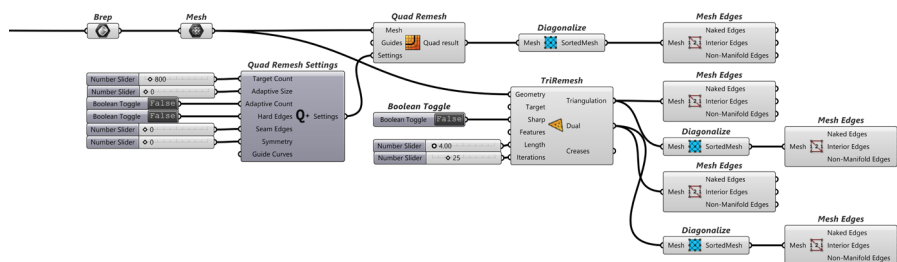 Brep
Mesh
Quad Remesh
Mesh
Guides
Settings
Quad result
Diagonalize
Mesh
SortedMesh
Mesh Edges
Mesh
Naked Edges
Interior Edges
Non-Manifold Edges
Quad Remesh Settings
Number Slider
800
Target Count
Number Slider
0
Adaptive Size
Boolean Toggle
False
Adaptive Count
Boolean Toggle
False
Hard Edges
Number Slider
0
Seam Edges
Number Slider
0
Symmetry
Guide Curves
Q
Settings
Boolean Toggle
Boolean Toggle
False
Number Slider
4.00
Number Slider
25
TriRemesh
Geometry
Target
Sharp
Features
Length
Iterations
Triangulation
Dual
Creases
Mesh Edges
Mesh
Naked Edges
Interior Edges
Non-Manifold Edges
Diagonalize
Mesh
SortedMesh
Mesh Edges
Mesh
Naked Edges
Interior Edges
Non-Manifold Edges
Mesh Edges
Mesh
Naked Edges
Interior Edges
Non-Manifold Edges
Diagonalize
Mesh
SortedMesh
Mesh Edges
Mesh
Naked Edges
Interior Edges
Non-Manifold Edges